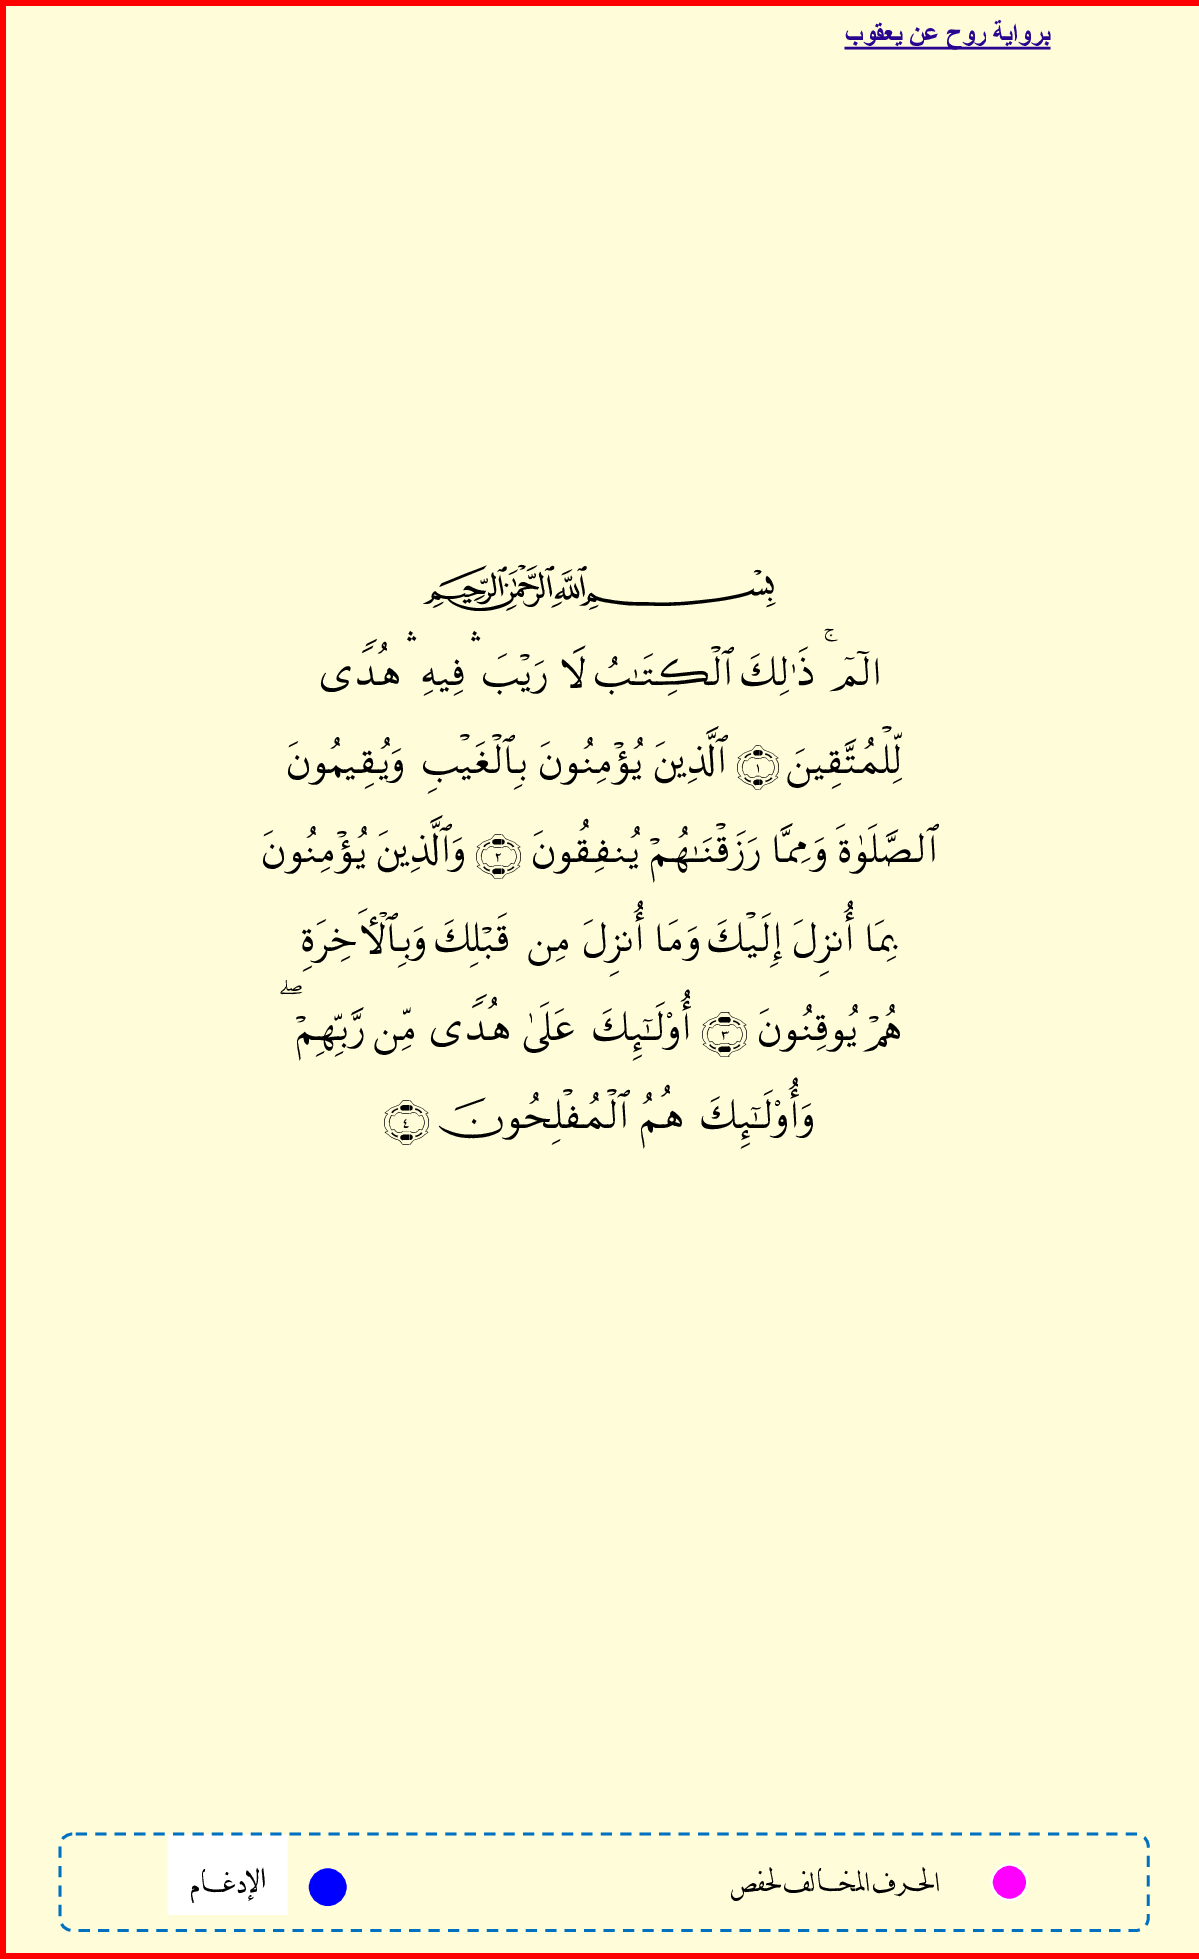 برواية روح عن يعقوب
بِسۡمِ ٱللَّهِ ٱلرَّحۡمَٰنِ ٱلرَّحِيمِ
الٓمٓۚ ذَٰلِكَ ٱلۡكِتَٰبُ لَا رَيۡبَۛ فِيهِۛ هُدٗى
لِّلۡمُتَّقِينَ ١ ٱلَّذِينَ يُؤۡمِنُونَ بِٱلۡغَيۡبِ وَيُقِيمُونَ
ٱلصَّلَوٰةَ وَمِمَّا رَزَقۡنَٰهُمۡ يُنفِقُونَ ٢ وَٱلَّذِينَ يُؤۡمِنُونَ
بِمَا أُنزِلَ إِلَيۡكَ وَمَا أُنزِلَ مِن قَبۡلِكَ وَبِٱلۡأَخِرَةِ
هُمۡ يُوقِنُونَ ٣ أُوْلَٰٓئِكَ عَلَىٰ هُدٗى مِّن رَّبِّهِمۡۖ
وَأُوْلَٰٓئِكَ هُمُ ٱلۡمُفۡلِحُونَ ٤
الحرف المخالف لحفص
الإدغام